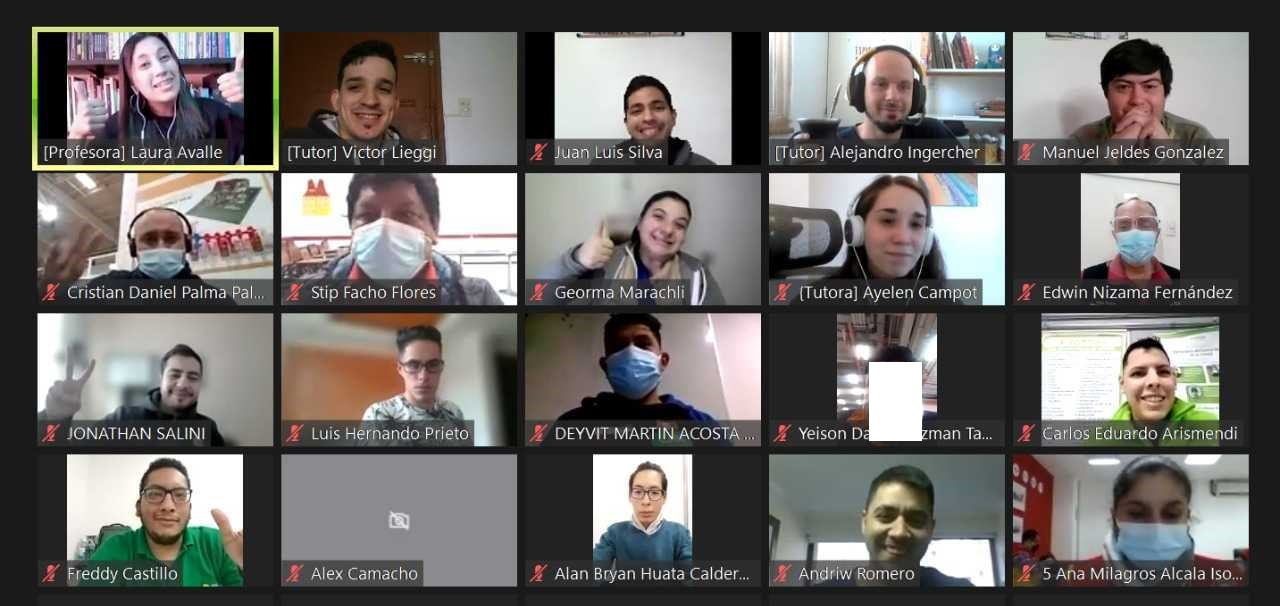 [Profesora] Laura Avalle
[Tutor] Victor Lieggi
Juan Luis Silva
[Tutor] Alejandro Ingercher
Manuel Jeldes Gonzalez
Cristian Daniel Palma Pal...
Stip Facho Flores
Georma Marachli
[Tutora] Ayelen Campot
Edwin Nizama Fernández
JONATHAN SALINI
Luis Hernando Prieto
DEYVIT MARTIN ACOSTA ...
Yeison Da zman Ta...
Carlos Eduardo Arismendi
Freddy Castillo
Alex Camacho
Alan Bryan Huata Calder...
Andriw Romero
5 Ana Milagros Alcala Iso...